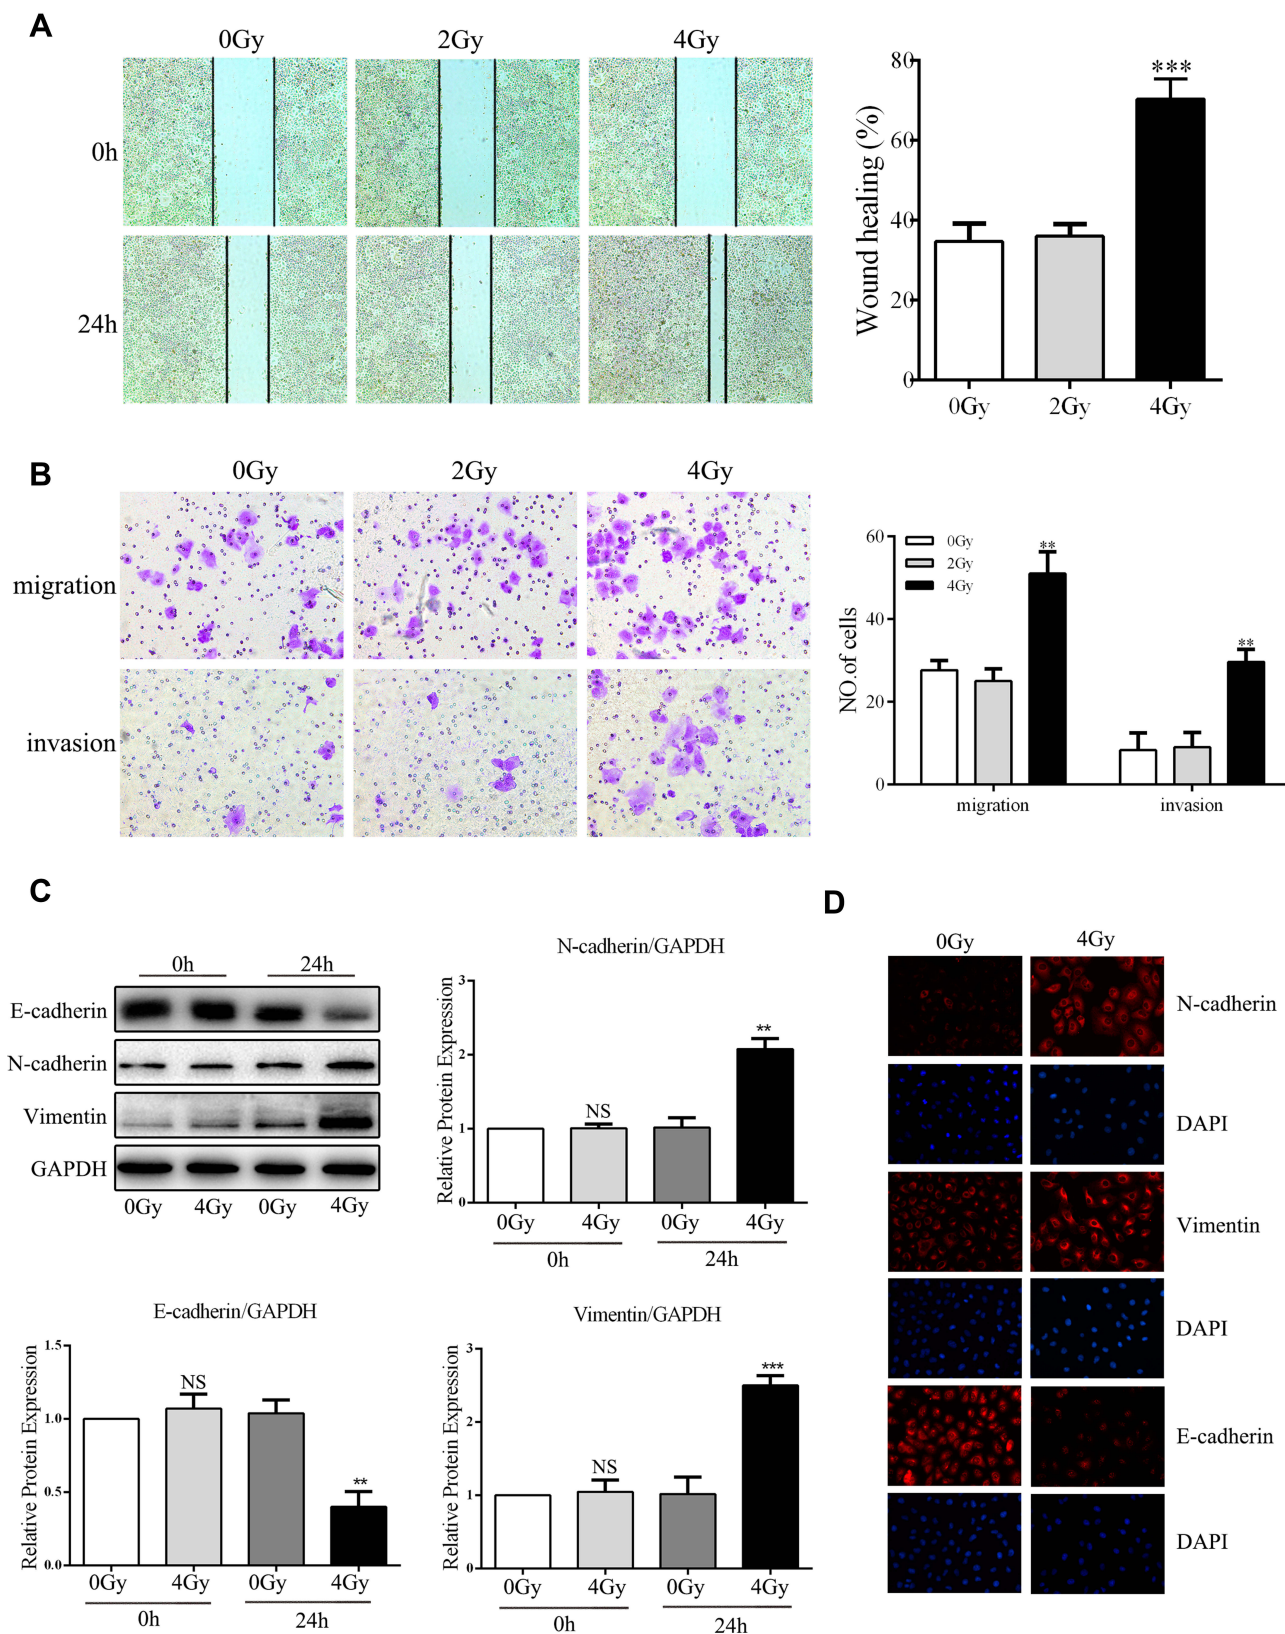 A
0Gy 2Gy 4Gy
0h
24h
Wound healing (%)
80
60
40
20
0
***
0Gy 2Gy 4Gy
B
0Gy 2Gy 4Gy
migration
invasion
NO.of cells
60
40
20
0
0Gy
2Gy
4Gy
**
**
migration invasion
C
0h 24h
E-cadherin
N-cadherin
Vimentin
GAPDH
0Gy 4Gy 0Gy 4Gy
N-cadherin/GAPDH
Relative Protein Expression
3
2
1
0
NS
**
0Gy 4Gy 0Gy 4Gy
0h 24h
E-cadherin/GAPDH
Relative Protein Expression
1.5
1.0
0.5
0.0
NS
**
0Gy 4Gy 0Gy 4Gy
0h 24h
Vimentin/GAPDH
Relative Protein Expression
3
2
1
0
NS
***
0Gy 4Gy 0Gy 4Gy
0h 24h
D
0Gy 4Gy
N-cadherin
DAPI
Vimentin
DAPI
E-cadherin
DAPI